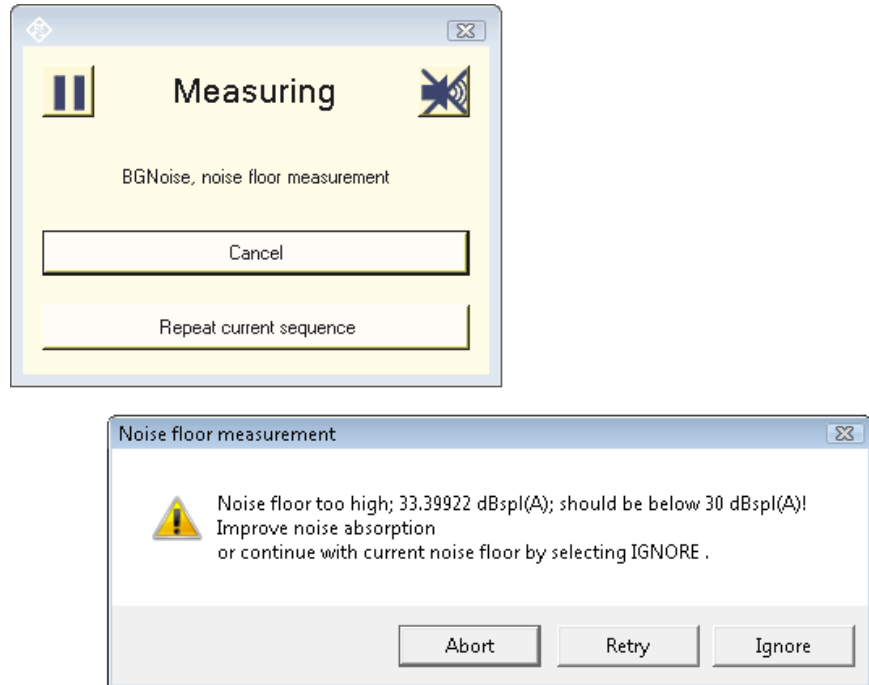 Measuring
BGNoise, noise floor measurement
Cancel
Repeat current sequence
Noise floor measurement
Noise floor too high; 33.39922 dBspl(A); should be below 30 dBspl(A)!
Improve noise absorption
or continue with current noise floor by selecting IGNORE .
Abort Retry Ignore